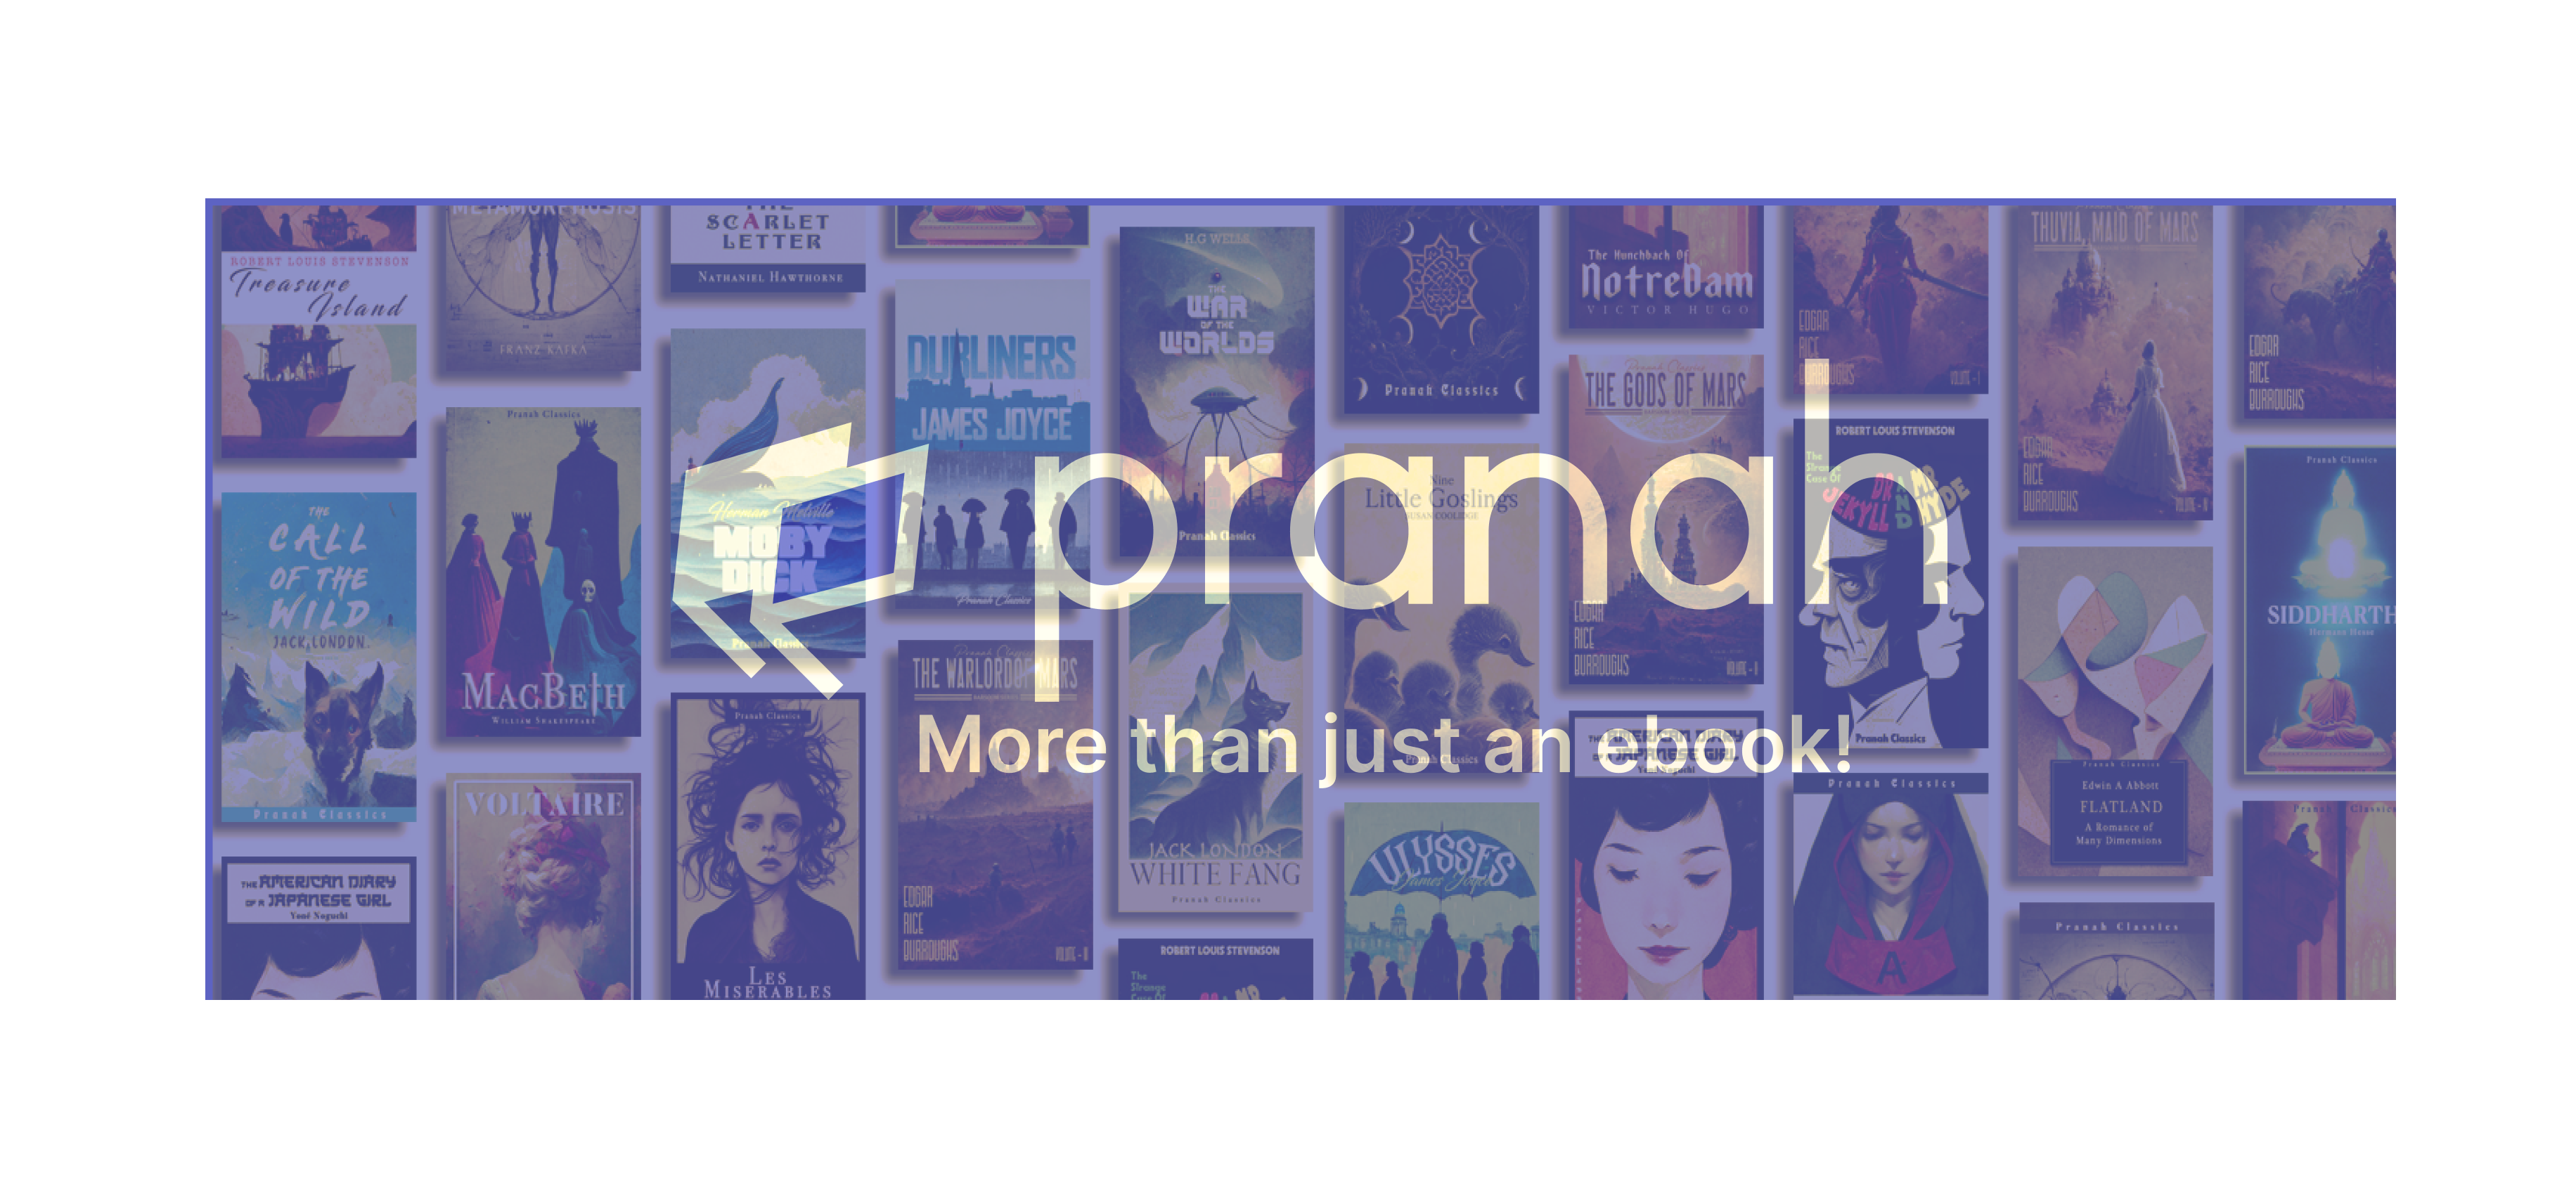 ROBERT LOUIS STEVENSON
Treasure
Island
THE
CALL
OF THE
WILD
JACK LONDON.
Pranah Classics
THE AMERICAN DIARY
OF A JAPANESE GIRL
Yoné Noguchi
METAMORPHOSIS
FRANZ KAFKA
Pranah Classics
MACBETH
WILLIAM SHAKESPEARE
VOLTAIRE
THE
SCARLET
LETTER
NATHANIEL HAWTHORNE
Herman Melville
MOBY
DICK
Pranah Classics
Pranah Classics
LES
MISERABLES
DUBLINERS
JAMES JOYCE
Pranah Classics
Pranah Classics
THE WARLORD OF MARS
EDGAR
RICE
BURROUGHS
VOLUME - III
H.G WELLS
THE
WAR
OF THE
WORLDS
Pranah Classics
JACK LONDON
WHITE FANG
Pranah Classics
ROBERT LOUIS STEVENSON
The
Strange
Case Of
DR
MR
Pranah Classics
Nine
Little Goslings
SUSAN COOLIDGE
Pranah Classics
ULYSSES
James Joyce
The Hunchback Of
NotreDam
VICTOR HUGO
Pranah Classics
THE GODS OF MARS
EDGAR
RICE
BURROUGHS
VOLUME - II
THE AMERICAN DIARY
OF A JAPANESE GIRL
Yoné Noguchi
EDGAR
RICE
BURROUGHS
VOLUME - I
ROBERT LOUIS STEVENSON
The
Strange
Case Of
DR AND MR
JEKYLL HYDE
Pranah Classics
Pranah Classics
A
THUVIA, MAID OF MARS
EDGAR
RICE
BURROUGHS
Pranah Classics
Edwin A Abbott
FLATLAND
A Romance of
Many Dimensions
Pranah Classics
EDGAR
RICE
BURROUGHS
Pranah Classics
SIDDHARTH
Hermann Hesse
Pranah Classics
pranah
More than just an ebook!